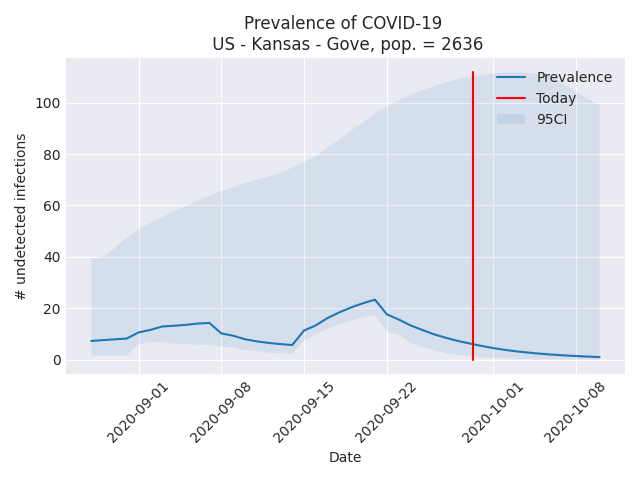 Prevalence of COVID-19
US - Kansas - Gove, pop. = 2636
Prevalence
Today
95CI
100
80
60
40
20
0
# undetected infections
2020-09-01
2020-09-08
2020-09-15
2020-09-22
2020-10-01
2020-10-08
Date